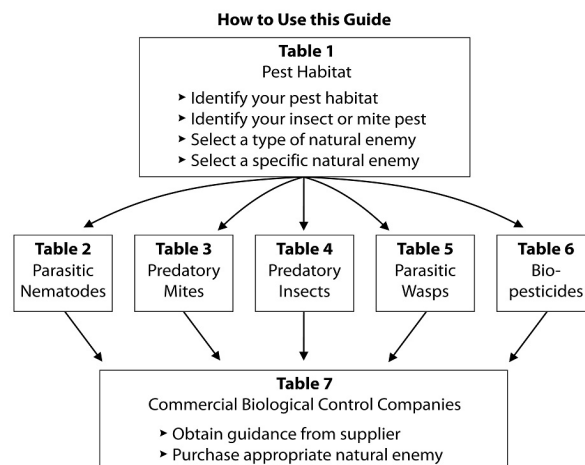 How to Use this Guide
Table 1
Pest Habitat
➤ Identify your pest habitat
➤ Identify your insect or mite pest
➤ Select a type of natural enemy
➤ Select a specific natural enemy
Table 2
Parasitic
Nematodes
Table 3
Predatory
Mites
Table 4
Predatory
Insects
Table 5
Parasitic
Wasps
Table 6
Bio-
pesticides
Table 7
Commercial Biological Control Companies
➤ Obtain guidance from supplier
➤ Purchase appropriate natural enemy